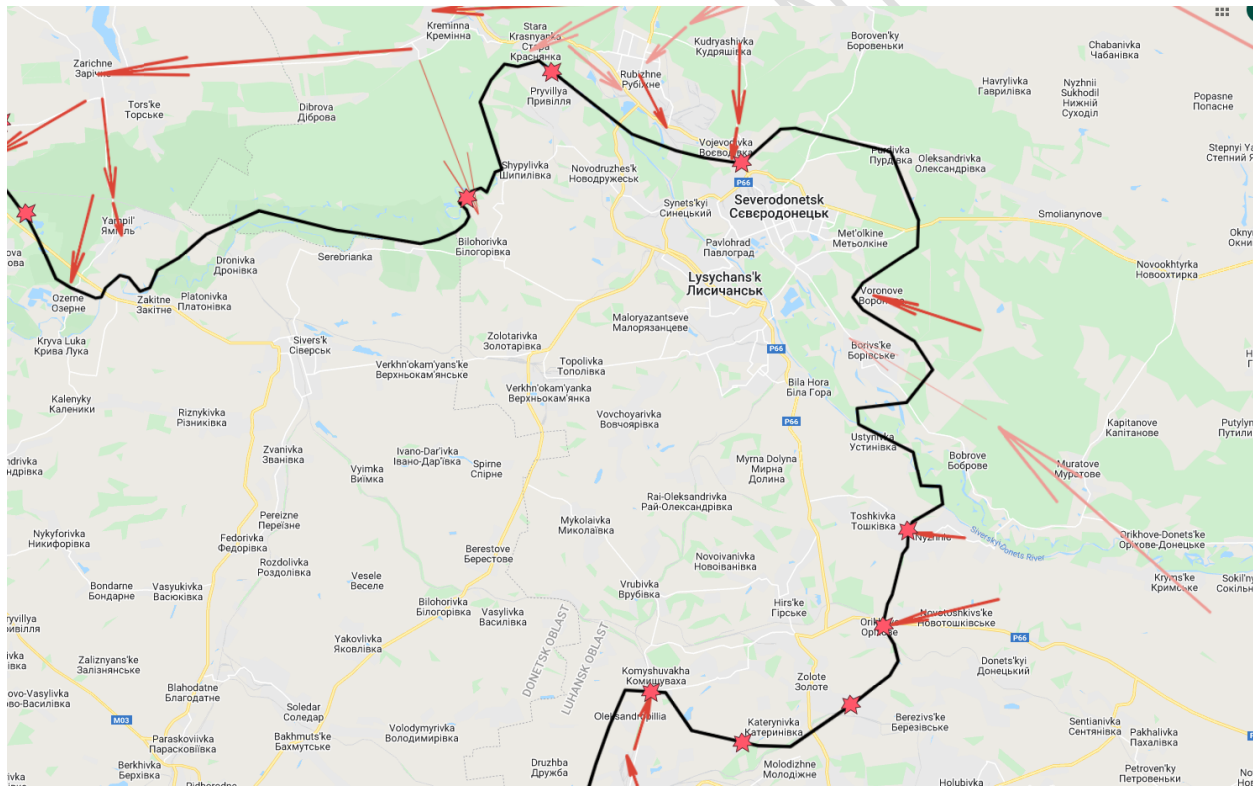 Kreminna
Кремінна
Stara
Krasnyanka
Стара
Краснянка
Kudryashivka
Кудряшівка
Boroven'ky
Боровеньки
Chabanivka
Чабанівка
Zarichne
Зарічне
Rubizhne
Рубіжне
Pryvillya
Привілля
Havrylivka
Гаврилівка
Nyzhnii
Sukhodil
Нижній
Суходіл
Popasne
Попасне
Tors'ke
Торське
Dibrova
Діброва
Vojevodivka
Воєводівка
Purdivka
Пурдівка
Oleksandrivka
Олександрівка
Stepnyi Ya
Степний Я
Shypylivka
Шипилівка
Novodruzhes'k
Новодружеськ
P66
Severodonetsk
Сєвєродонецьк
Synets'kyi
Синецький
Smolianynove
Yampil'
Ямпіль
Met'olkine
Метьолкіне
Pavlohrad
Павлоград
Bilohorivka
Білогорівка
Dronivka
Дронівка
Serebrianka
Lysychans'k
Лисичанськ
Novookhtyrka
Новоохтирка
Ozerne
Озерне
Zakitne
Закітне
Platonivka
Платонівка
Voronove
Maloryazantseve
Малорязанцеве
Kryva Luka
Крива Лука
Sivers'k
Сіверськ
Zolotarivka
Золотарівка
Borivs'ke
Борівське
P66
Verkhn'okam'yans'ke
Верхньокам'янське
Topolivka
Тополівка
Verkhn'okam'yanka
Верхньокам'янка
Bila Hora
Біла Гора
Kalenyky
Каленики
Riznykivka
Різниківка
Vovchoyarivka
Вовчоярівка
P66
Kapitanove
Капітанове
Ustynivka
Устинівка
Zvanivka
Званівка
Ivano-Dar'ivka
Івано-Дар'ївка
Vyimka
Виїмка
Spirne
Спірне
Myrna Dolyna
Мирна
Долина
Bobrove
Боброве
Muratove
Муратове
Rai-Oleksandrivka
Рай-Олександрівка
Pereizne
Переїзне
Mykolaivka
Миколаївка
Toshkivka
Тошківка
Nykyforivka
Никифорівка
Fedorivka
Федорівка
Siverskyi Donets River
Orikhove-Donets'ke
Оріхове-Донецьке
Rozdolivka
Роздолівка
Berestove
Берестове
Novoivanivka
Новоіванівка
Bondarne
Бондарне
Vasyukivka
Васюківка
Vesele
Веселе
Vrubivka
Врубівка
Kryms'ke
Кримське
Bilohorivka
Білогорівка
Vasylivka
Василівка
Hirs'ke
Гірське
Novotoshkivs'ke
Новотошківське
P66
Yakovlivka
Яковлівка
DONETSK OBLAST
LUHANSK OBLAST
Zaliznyans'ke
Залізнянське
Komyshuvakha
Комишуваха
Donets'kyi
Донецький
Zolote
Золоте
Blahodatne
Благодатне
Soledar
Соледар
M03
Volodymyrivka
Володимирівка
Katerynivka
Катеринівка
Berezivs'ke
Березівське
Sentianivka
Сентянівка
Pakhalivka
Пахалівка
Paraskoviivka
Парасковіївка
Bakhmuts'ke
Бахмутське
Berkhivka
Берхівка
Druzhba
Дружба
Molodizhne
Молодіжне
Petroven'ky
Петровеньки
Holubivka